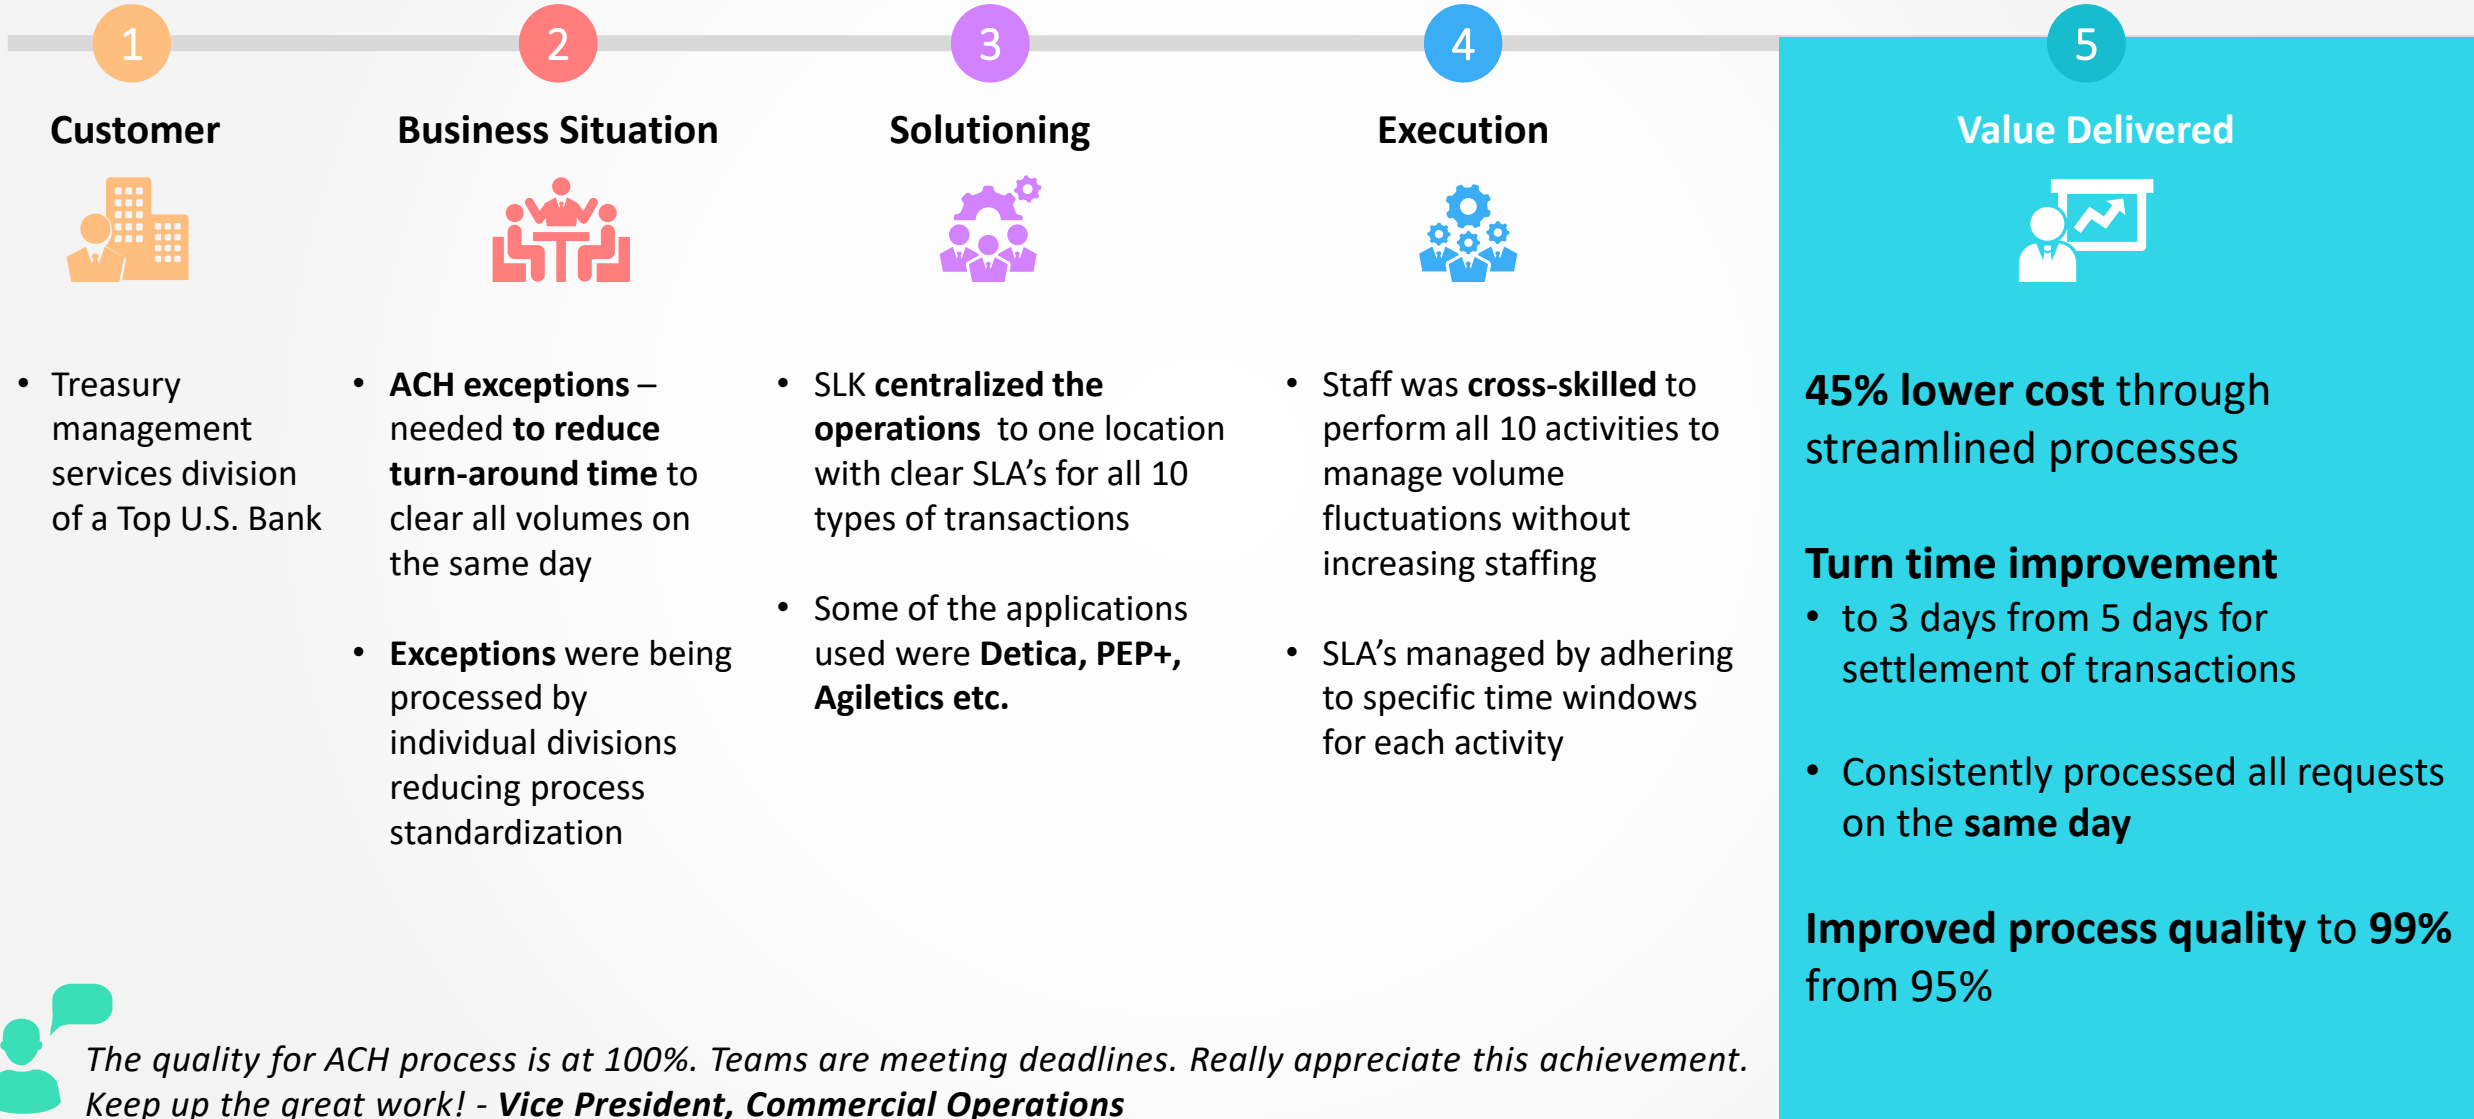 1
Customer
• Treasury
management
services division
of a Top U.S. Bank
2
Business Situation
• ACH exceptions –
needed to reduce
turn-around time to
clear all volumes on
the same day
• Exceptions were being
processed by
individual divisions
reducing process
standardization
3
Solutioning
• SLK centralized the
operations to one location
with clear SLA’s for all 10
types of transactions
• Some of the applications
used were Detica, PEP+,
Agiletics etc.
4
Execution
• Staff was cross-skilled to
perform all 10 activities to
manage volume
fluctuations without
increasing staffing
• SLA’s managed by adhering
to specific time windows
for each activity
5
Value Delivered
45% lower cost through
streamlined processes
Turn time improvement
• to 3 days from 5 days for
settlement of transactions
• Consistently processed all requests
on the same day
Improved process quality to 99%
from 95%
The quality for ACH process is at 100%. Teams are meeting deadlines. Really appreciate this achievement.
Keep up the great work! - Vice President, Commercial Operations